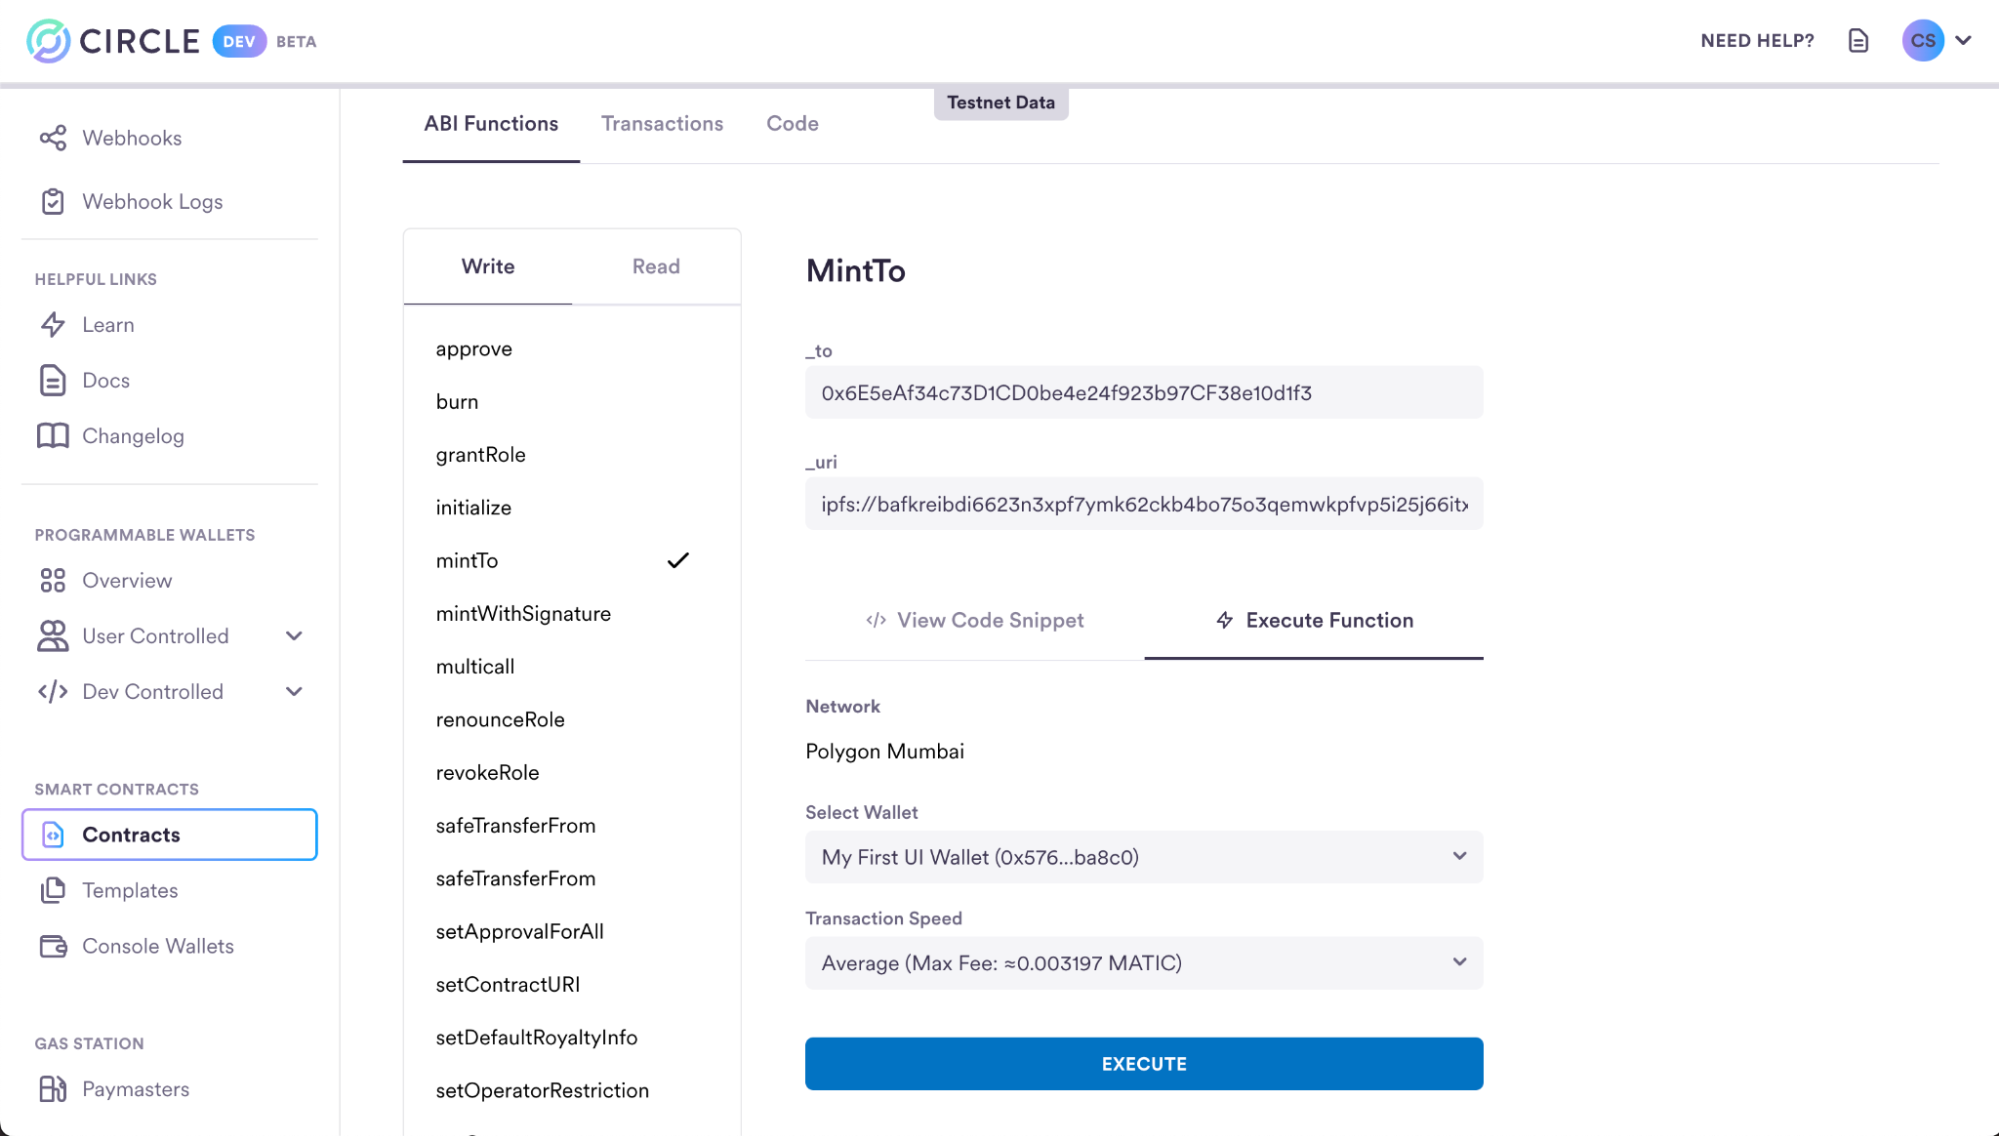 CIRCLE DEV BETA
NEED HELP?
CS
Testnet Data
Webhooks
Webhook Logs
HELPFUL LINKS
Learn
Docs
Changelog
PROGRAMMABLE WALLETS
Overview
User Controlled
Dev Controlled
SMART CONTRACTS
Contracts
Templates
Console Wallets
GAS STATION
Paymasters
ABI Functions Transactions Code
Write Read
approve
burn
grantRole
initialize
mintTo
mintWithSignature
multicall
renounceRole
revokeRole
safeTransferFrom
safeTransferFrom
setApprovalForAll
setContractURI
setDefaultRoyaltyInfo
setOperatorRestriction
MintTo
_to
0x6E5eAf34c73D1CD0be4e24f923b97CF38e10d1f3
_uri
ipfs://bafkreibdi6623n3xpf7ymk62ckb4bo75o3qemwkpfvp5i25j66itx
</> View Code Snippet Execute Function
Network
Polygon Mumbai
Select Wallet
My First UI Wallet (0x576...ba8c0)
Transaction Speed
Average (Max Fee: ≈0.003197 MATIC)
EXECUTE